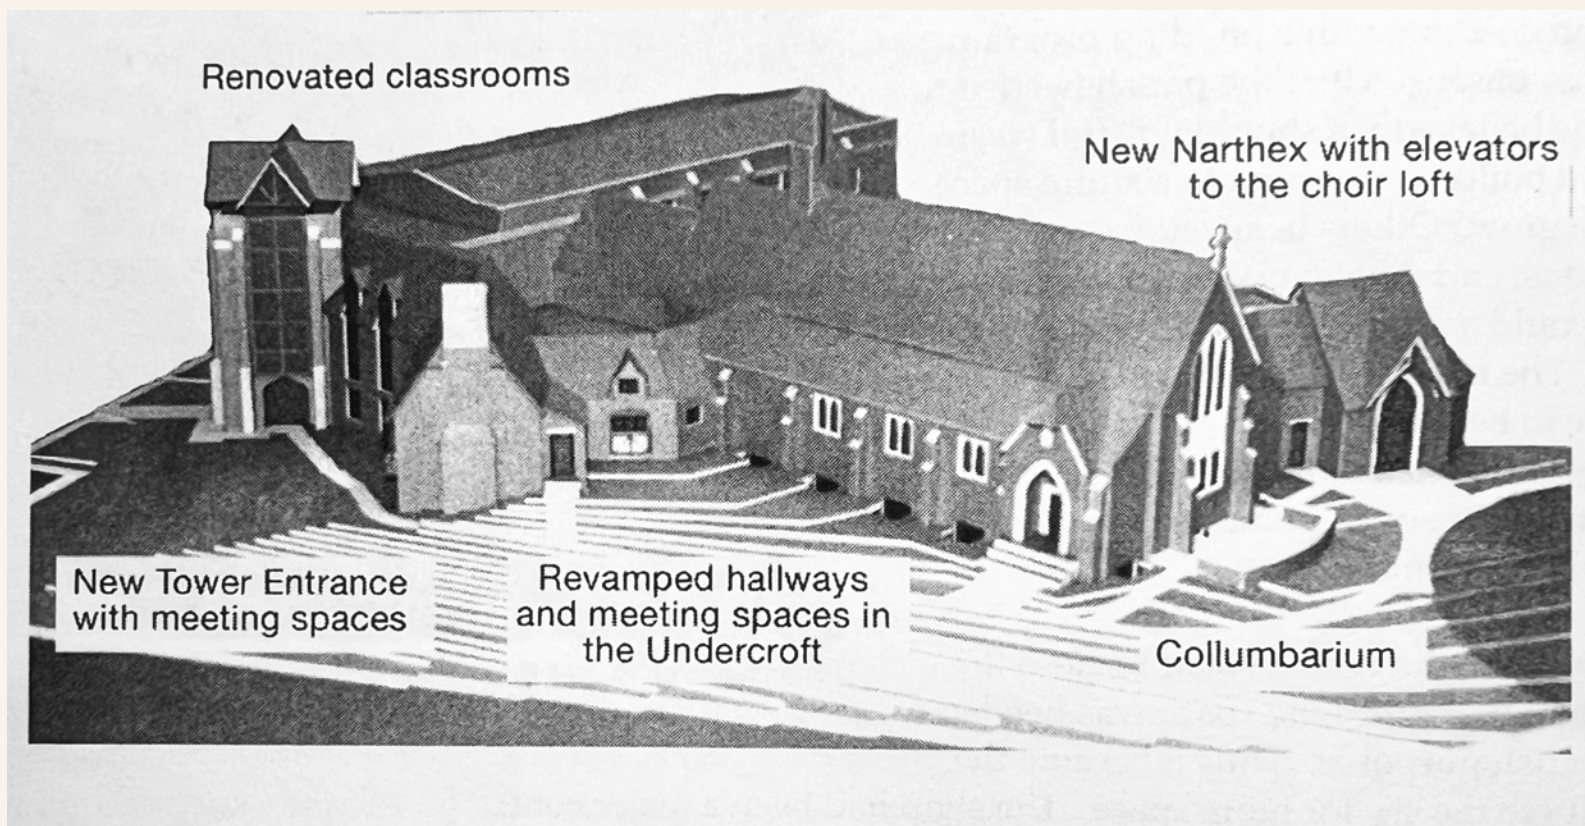 Renovated classrooms
New Narthex with elevators
to the choir loft
New Tower Entrance
with meeting spaces
Revamped hallways
and meeting spaces in
the Undercroft
Collumbarium